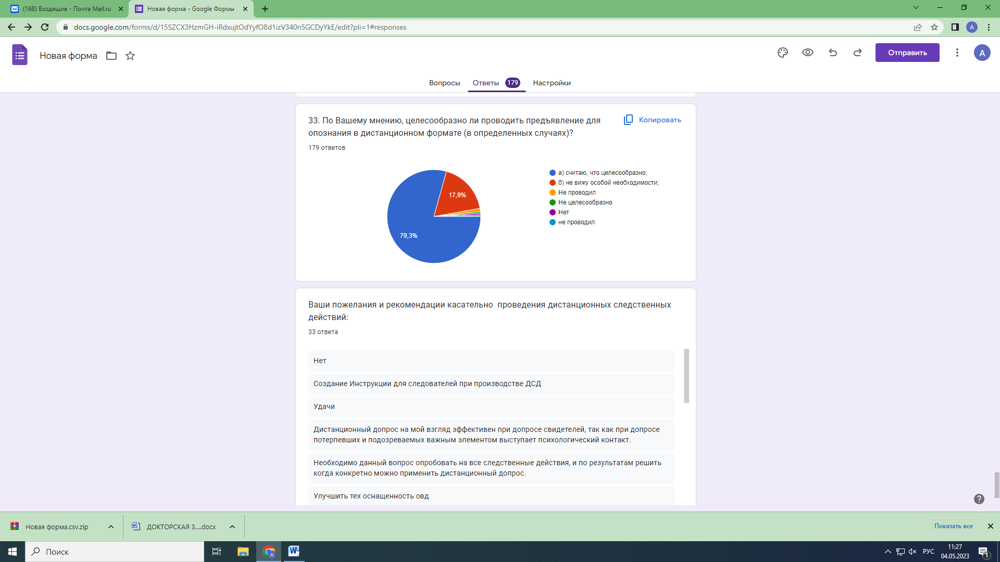 (168) Входящие - Почта Mail.ru
Новая форма - Google Формы
docs.google.com/forms/d/15SZCX3HzmGH-iRdxujtOdYyfO8d1izV340n5GCDyYkE/edit?pli=1#responses
A
Новая форма
Отправить
A
Вопросы
Ответы 179
Настройки
33. По Вашему мнению, целесообразно ли проводить предъявление для
опознания в дистанционном формате (в определенных случаях)?
Копировать
179 ответов
а) считаю, что целесообразно;
б) не вижу особой необходимости;
Не проводил
Не целесообразно
Нет
не проводил
17,9%
79,3%
Ваши пожелания и рекомендации касательно  проведения дистанционных следственных
действий:
33 ответа
Нет
Создание Инструкции для следователей при производстве ДСД
Удачи
Дистанционный допрос на мой взгляд эффективен при допросе свидетелей, так как при допросе
потерпевших и подозреваемых важным элементом выступает психологический контакт.
Необходимо данный вопрос опробовать на все следственные действия, и по результатам решить
когда конкретно можно применить дистанционный допрос.
Улучшить тех оснащенность овд
Новая форма.csv.zip
ДОКТОРСКАЯ 3....docx
Показать все
Поиск
РУС
11:27
04.05.2023
1